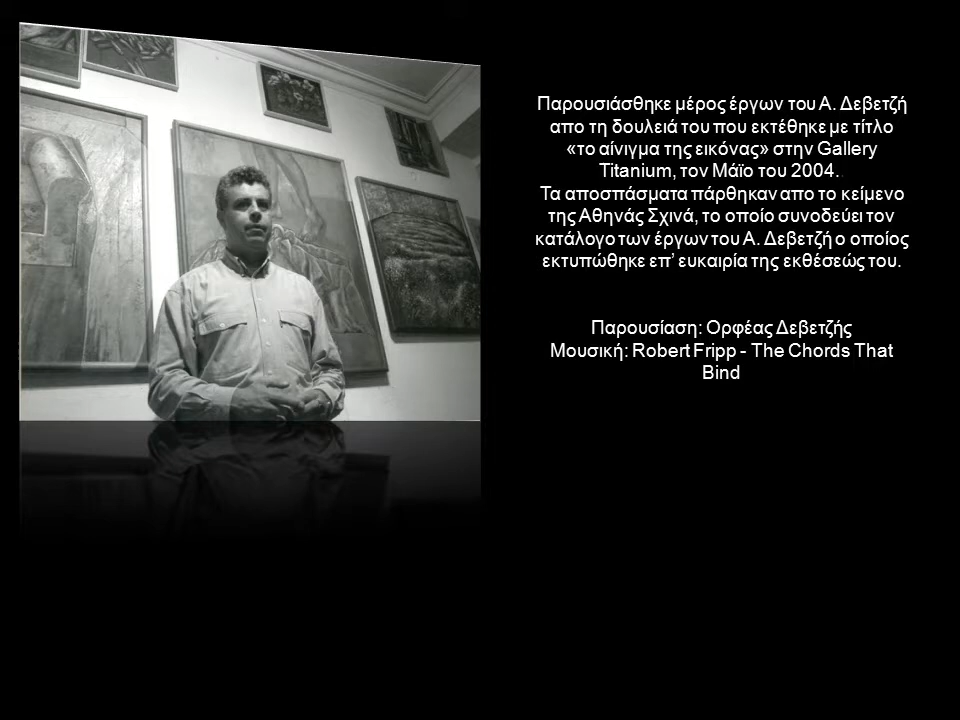 Παρουσιάσθηκε μέρος έργων του Α. Δεβετζή
απο τη δουλειά του που εκτέθηκε με τίτλο
«το αίνιγμα της εικόνας» στην Gallery
Titanium, τον Μάϊο του 2004..
Τα αποσπάσματα πάρθηκαν απο το κείμενο
της Αθηνάς Σχινά, το οποίο συνοδεύει τον
κατάλογο των έργων του Α. Δεβετζή ο οποίος
εκτυπώθηκε επ’ ευκαιρία της εκθέσεώς του.
Παρουσίαση: Ορφέας Δεβετζής
Μουσική: Robert Fripp - The Chords That
Bind